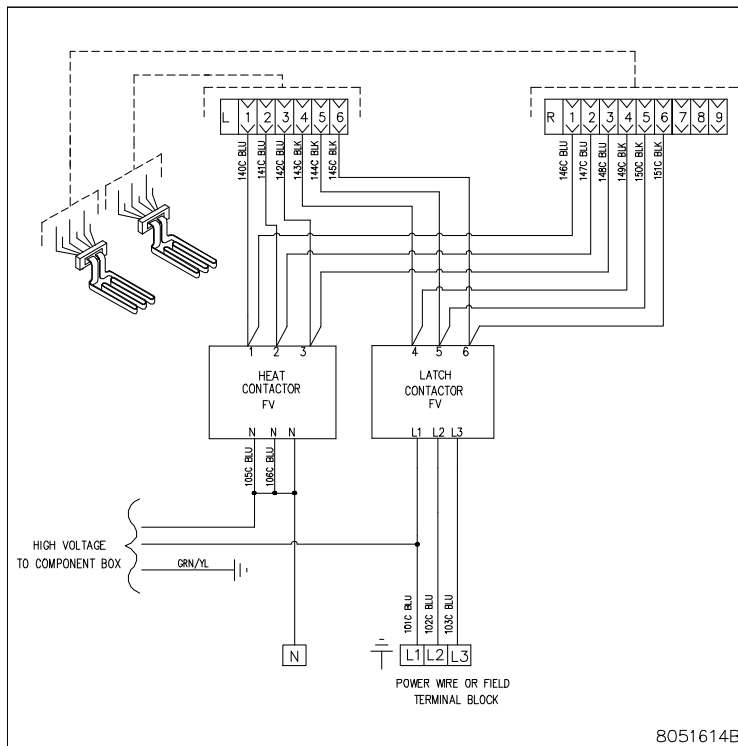 L 1 2 3 4 5 6
R 1 2 3 4 5 6 7 8 9
140C BLU
141C BLU
142C BLU
143C BLK
144C BLK
145C BLK
146C BLU
147C BLU
148C BLU
149C BLK
150C BLK
151C BLK
1 2 3
HEAT
CONTACTOR
FV
N N N
4 5 6
LATCH
CONTACTOR
FV
L1 L2 L3
105C BLU
106C BLU
HIGH VOLTAGE
TO COMPONENT BOX
GRN/YL
101C BLU
102C BLU
103C BLU
N
L1 L2 L3
POWER WIRE OR FIELD
TERMINAL BLOCK
8051614B